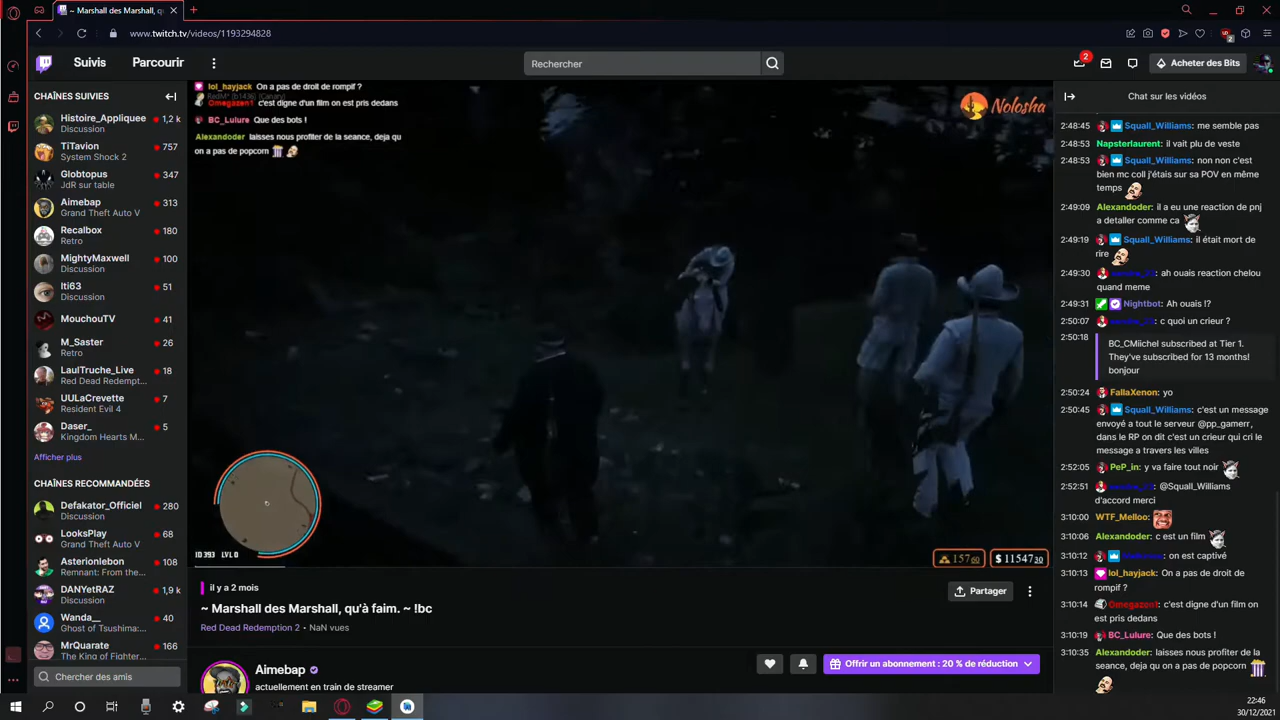 ~ Marshall des Marshall, qu
www.twitch.tv/videos/1193294828
2
Suivis
Parcourir
Rechercher
2
Acheter des Bits
CHAÎNES SUIVIES
Histoire_Appliquee
1,2 k
Discussion
TiTavion
757
System Shock 2
Globtopus
347
JdR sur table
Aimebap
313
Grand Theft Auto V
Recalbox
180
Retro
MightyMaxwell
100
Discussion
Iti63
51
Discussion
MouchouTV
41
M_Saster
26
Retro
LaulTruche_Live
18
Red Dead Redempt...
UULaCrevette
7
Resident Evil 4
Daser_
5
Kingdom Hearts M...
Afficher plus
CHAÎNES RECOMMANDÉES
Defakator_Officiel
280
Discussion
LooksPlay
68
Grand Theft Auto V
Asterionlebon
112
Remnant: From the...
DANYetRAZ
170
Discussion
Wanda__
40
Ghost of Tsushima:...
MrQuarate
166
The King of Fighter...
Chercher des amis
lol_hayjack On a pas de droit de rompif ?
Omegazen1: c'est digne d'un film on est pris dedans
BC_Lulure Que des bots !
Alexandoder laisses nous profiter de la seance, deja qu
on a pas de popcorn
Nolosha
ID 393 LVL 0
157 60
$ 11547 30
il y a 2 mois
~ Marshall des Marshall, qu'à faim. ~ !bc
Red Dead Redemption 2 • NaN vues
Partager
Aimebap
actuellement en train de streamer
Offrir un abonnement : 20 % de réduction
Chat sur les vidéos
2:48:45 Squall_Williams: me semble pas
2:48:53 Napsterlaurent: il vait plu de veste
2:48:53 Squall_Williams: non non c'est
bien mc coll j'étais sur sa POV en même
temps
2:49:09 Alexandoder: il a eu une reaction de pnj
a detaller comme ca
2:49:19 Squall_Williams: il était mort de
rire
2:49:30 ah ouais reaction chelou
quand meme
2:49:31 Nightbot: Ah ouais !?
2:50:07 c quoi un crieur ?
2:50:18 BC_CMiichel subscribed at Tier 1.
They've subscribed for 13 months!
bonjour
2:50:24 FallaXenon: yo
2:50:45 Squall_Williams: c'est un message
envoyé a tout le serveur @pp_gamerr,
dans le RP on dit c'est un crieur qui cri le
message a travers les villes
2:52:05 PeP_in: y va faire tout noir
2:52:51 @Squall_Williams
d'accord merci
3:10:00 WTF_Melloo:
3:10:06 Alexandoder: c est un film
3:10:12 on est captivé
3:10:13 lol_hayjack: On a pas de droit de
rompif ?
3:10:14 Omegazen1: c'est digne d'un film on
est pris dedans
3:10:19 BC_Lulure: Que des bots !
3:10:35 Alexandoder: laisses nous profiter de la
seance, deja qu on a pas de popcorn
22:46
30/12/2021